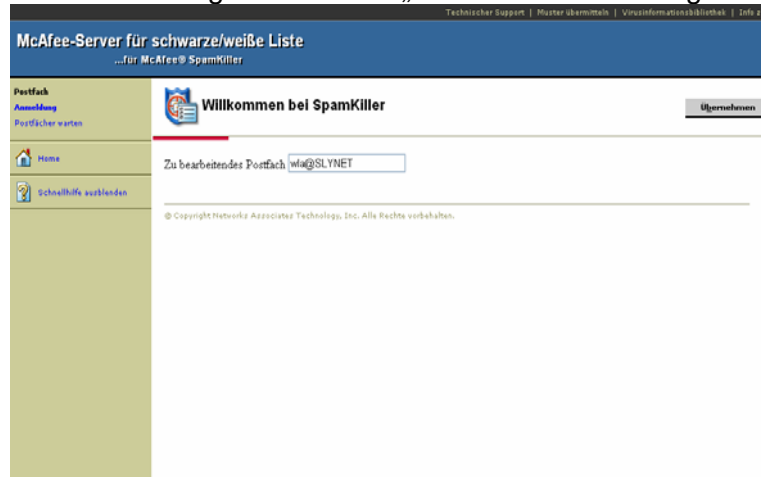 Technischer Support | Muster übermitteln | Virusinformationsbibliothek | Info
McAfee-Server für schwarze/weiße Liste
...für McAfee® SpamKiller
Postfach
Anmeldung
Postfächer warten
Home
Schnellhilfe ausblenden
Willkommen bei SpamKiller
Übernehmen
Zu bearbeitendes Postfach wla@SLYNET
© Copyright Networks Associates Technology, Inc. Alle Rechte vorbehalten.